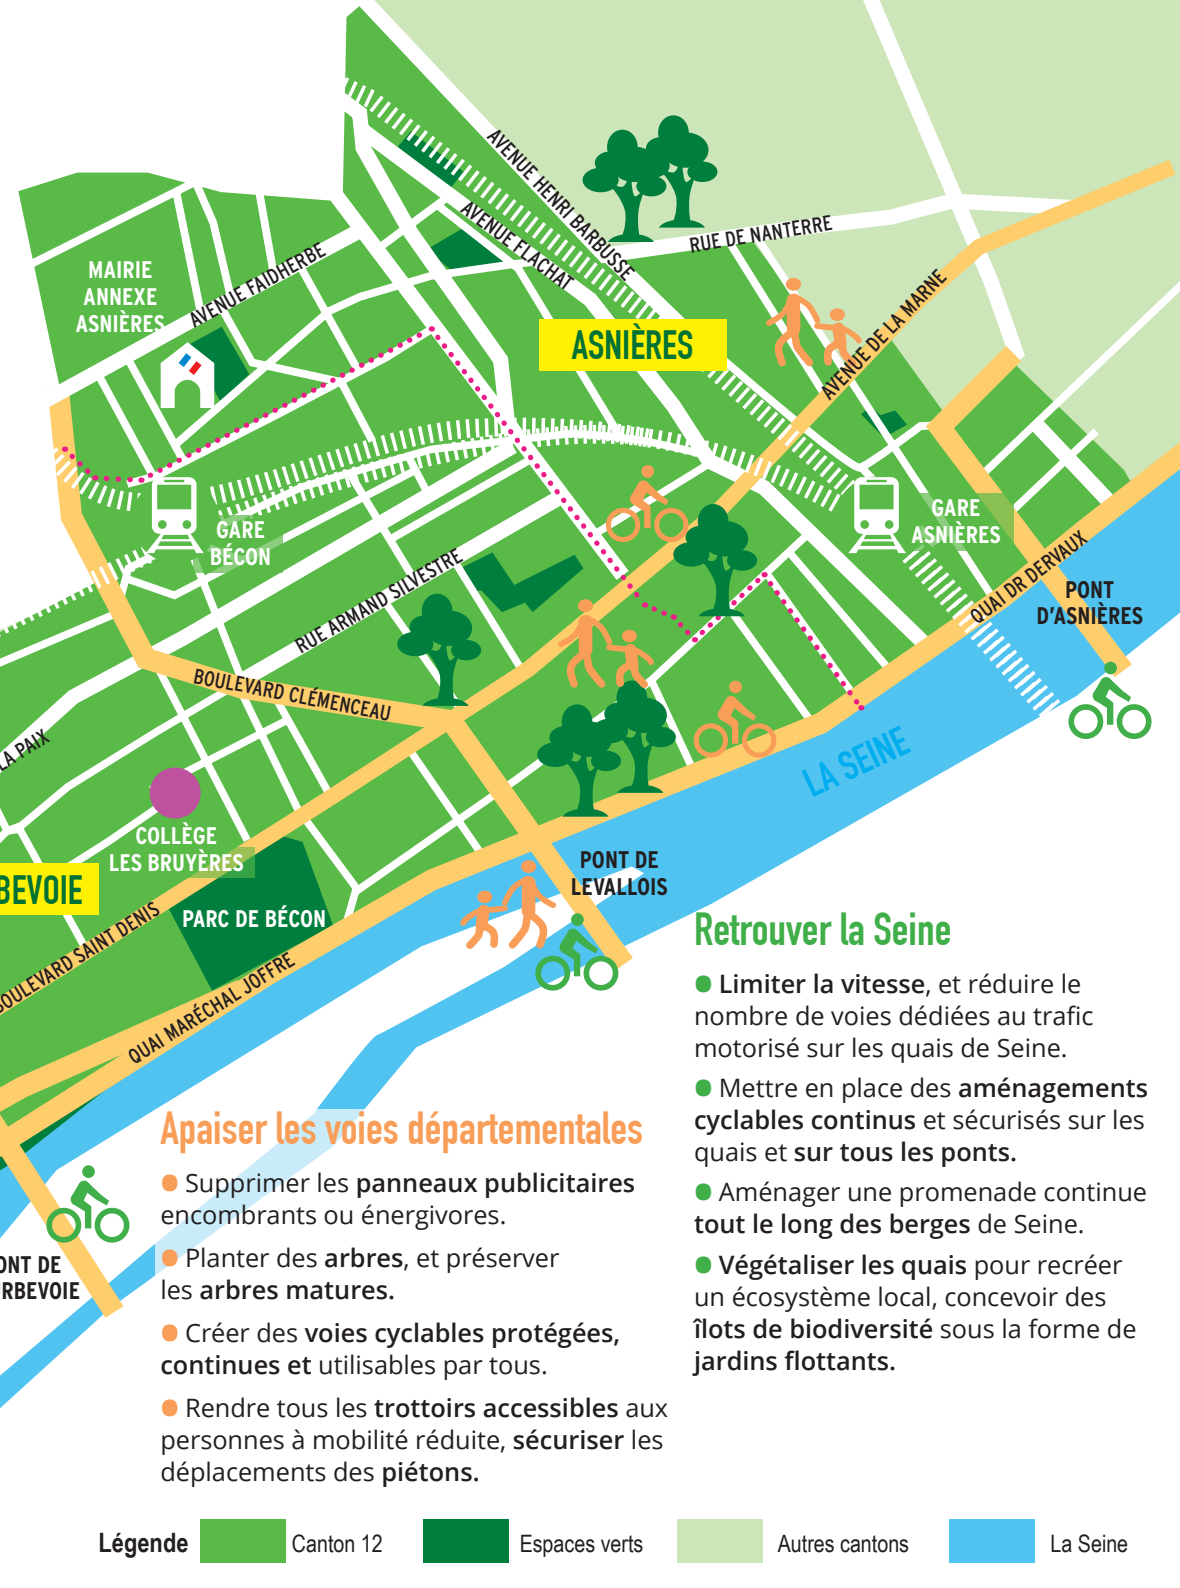 AVENUE HENRI BARBUSSE
AVENUE FLACHAT
RUE DE NANTERRE
MAIRIE
ANNEXE
ASNIÈRES
AVENUE FAIDHERBE
ASNIÈRES
AVENUE DE LA MARNE
GARE
BÉCON
GARE
ASNIÈRES
RUE ARMAND SILVESTRE
QUAI DR DERVAUX
PONT
D'ASNIÈRES
BOULEVARD CLÉMENCEAU
LA PAIX
LA SEINE
COLLÈGE
LES BRUYÈRES
BEVOIE
PONT DE
LEVALLOIS
PARC DE BÉCON
BOULEVARD SAINT DENIS
QUAI MARÉCHAL JOFFRE
Retrouver la Seine
● Limiter la vitesse, et réduire le
nombre de voies dédiées au trafic
motorisé sur les quais de Seine.
● Mettre en place des aménagements
cyclables continus et sécurisés sur les
quais et sur tous les ponts.
● Aménager une promenade continue
tout le long des berges de Seine.
● Végétaliser les quais pour recréer
un écosystème local, concevoir des
îlots de biodiversité sous la forme de
jardins flottants.
Apaiser les voies départementales
● Supprimer les panneaux publicitaires
encombrants ou énergivores.
● Planter des arbres, et préserver
les arbres matures.
● Créer des voies cyclables protégées,
continues et utilisables par tous.
● Rendre tous les trottoirs accessibles aux
personnes à mobilité réduite, sécuriser les
déplacements des piétons.
ONT DE
RBEVOIE
Légende
Canton 12
Espaces verts
Autres cantons
La Seine